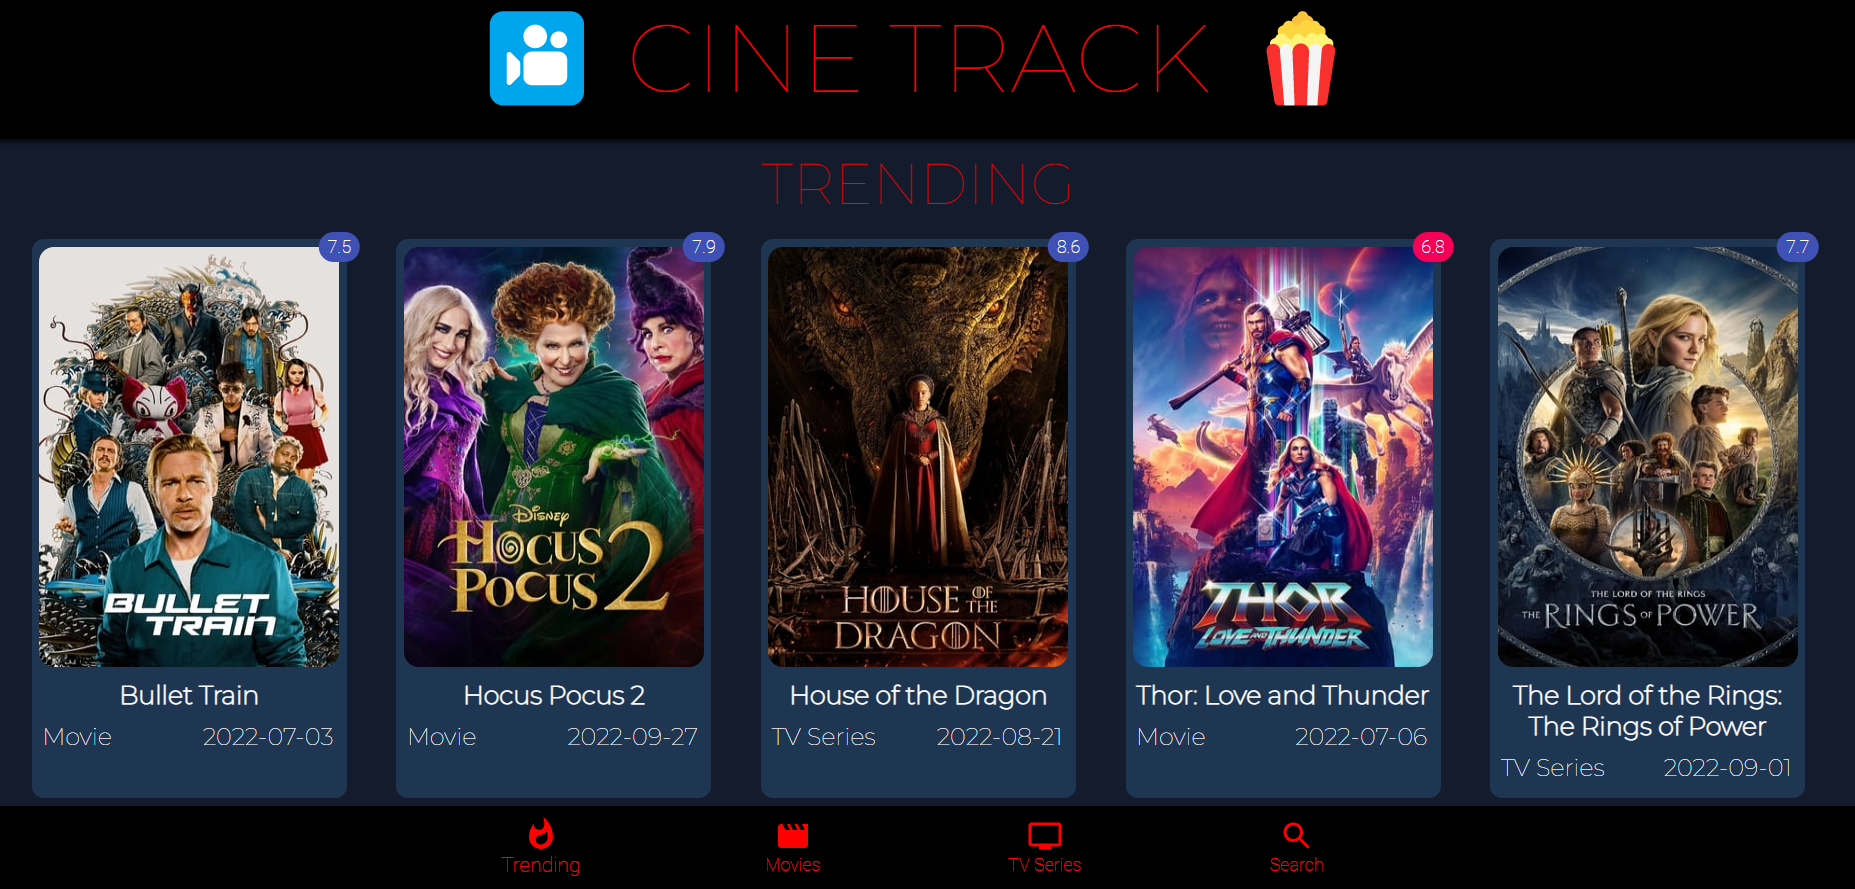 CINE TRACK
TRENDING
7.5
7.9
8.6
6.8
7.7
BULLET
TRAIN
DISNEY
HOCUS
POCUS 2
HOUSE OF THE
DRAGON
THOR
LOVE AND THUNDER
THE LORD OF THE RINGS
THE RINGS OF POWER
Bullet Train
Movie 2022-07-03
Hocus Pocus 2
Movie 2022-09-27
House of the Dragon
TV Series 2022-08-21
Thor: Love and Thunder
Movie 2022-07-06
The Lord of the Rings:
The Rings of Power
TV Series 2022-09-01
Trending
Movies
TV Series
Search